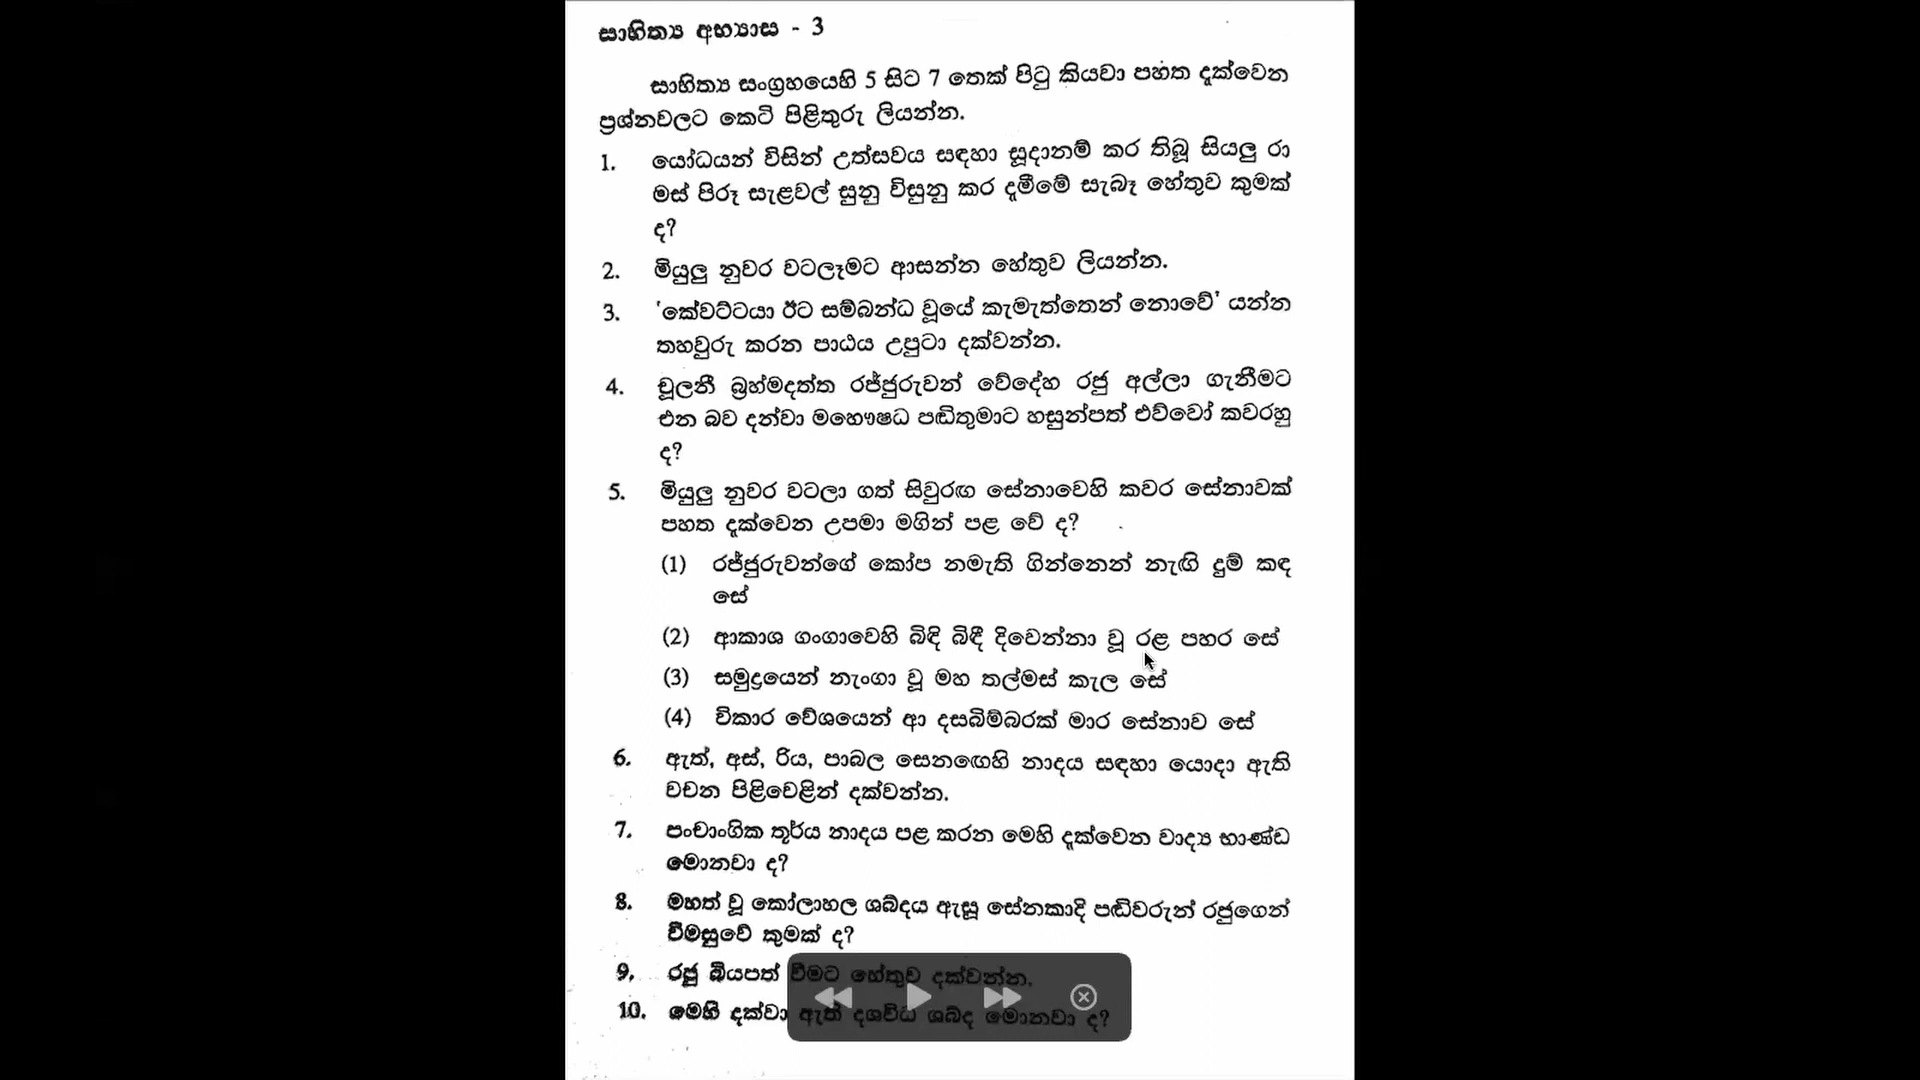 සාහිත්‍ය අභ්‍යාස - 3
සාහිත්‍ය සංග්‍රහයෙහි 5 සිට 7 තෙක් පිටු කියවා පහත දැක්වෙන
ප්‍රශ්නවලට කෙටි පිළිතුරු ලියන්න.
1. යෝධයන් විසින් උත්සවය සඳහා සූදානම් කර තිබූ සියලු රා
මස් පිරූ සැළවල් සුනු විසුනු කර දැමීමේ සැබෑ හේතුව කුමක්
ද?
2. මියුලු නුවර වටලෑමට ආසන්න හේතුව ලියන්න.
3. 'කේවට්ටයා ඊට සම්බන්ධ වූයේ කැමැත්තෙන් නොවේ' යන්න
තහවුරු කරන පාඨය උපුටා දක්වන්න.
4. චූලනී බ්‍රහ්මදත්ත රජ්ජුරුවන් වේදේහ රජු අල්ලා ගැනීමට
එන බව දන්වා මහෞෂධ පඬිතුමාට හසුන්පත් එව්වෝ කවරහු
ද?
5. මියුලු නුවර වටලා ගත් සිවුරඟ සේනාවෙහි කවර සේනාවක්
පහත දැක්වෙන උපමා මගින් පළ වේ ද?
(1) රජ්ජුරුවන්ගේ කෝප නමැති ගින්නෙන් නැඟි දුම් කඳ
සේ
(2) ආකාශ ගංගාවෙහි බිඳි බිඳී දිවෙන්නා වූ රළ පහර සේ
(3) සමුද්‍රයෙන් නැංගා වූ මහ තල්මස් කැල සේ
(4) විකාර වේශයෙන් ආ දසබිම්බරක් මාර සේනාව සේ
6. ඇත්, අස්, රිය, පාබල සෙනඟෙහි නාදය සඳහා යොදා ඇති
වචන පිළිවෙළින් දක්වන්න.
7. පංචාංගික තූර්ය නාදය පළ කරන මෙහි දැක්වෙන වාද්‍ය භාණ්ඩ
මොනවා ද?
8. මහත් වූ කෝලාහල ශබ්දය ඇසූ සේනකාදි පඬිවරුන් රජුගෙන්
වීමසුවේ කුමක් ද?
9. රජු බියපත් වීමට හේතුව දක්වන්න.
10. මෙහි දක්වා ඇති දශවිධ ශබ්ද මොනවා ද?